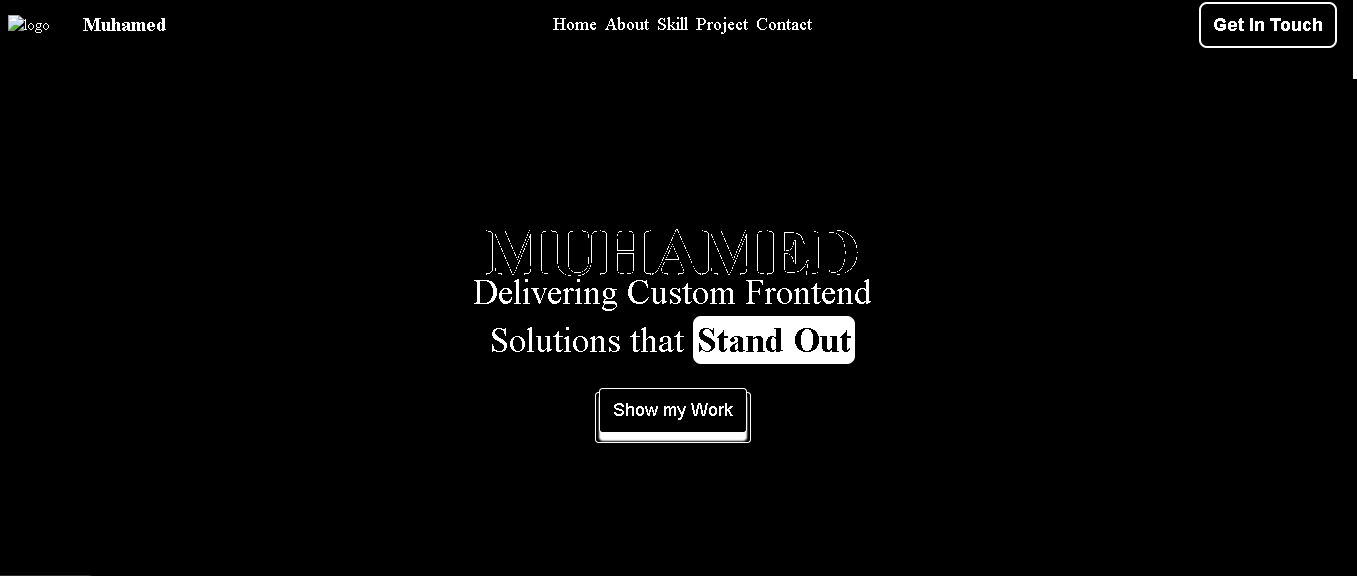 logo Muhamed Home About Skill Project Contact Get In Touch
MUHAMED
Delivering Custom Frontend
Solutions that Stand Out
Show my Work